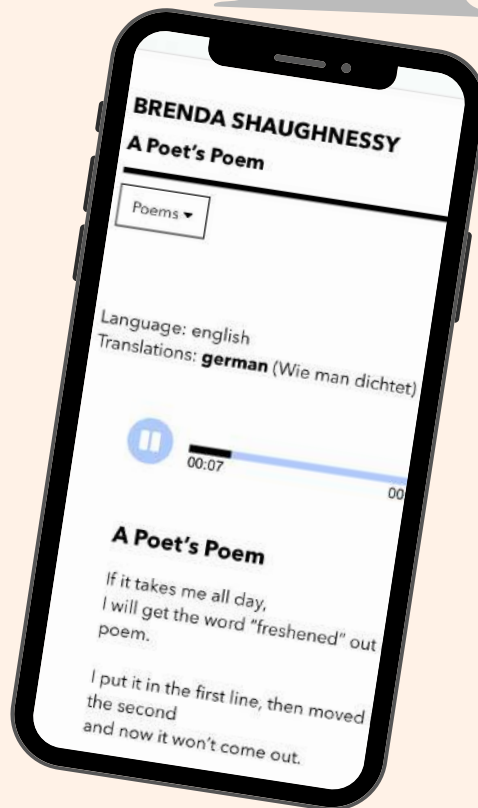 BRENDA SHAUGHNESSY
A Poet's Poem
Poems
Language: english
Translations: german (Wie man dichtet)
00:07
00
A Poet's Poem
If it takes me all day,
I will get the word "freshened" out
poem.
I put it in the first line, then moved
the second
and now it won't come out.